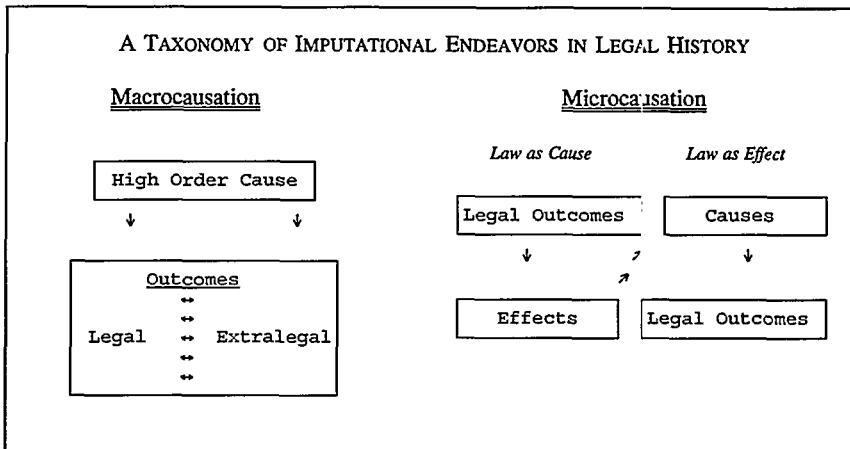 A TAXONOMY OF IMPUTATIONAL ENDEAVORS IN LEGAL HISTORY
Macrocausation
High Order Cause
↓ ↓
Outcomes
↔
↔
Legal ↔ Extralegal
↔
↔
Microcausation
Law as Cause Law as Effect
Legal Outcomes Causes
↓ ↗ ↓
↗
Effects Legal Outcomes